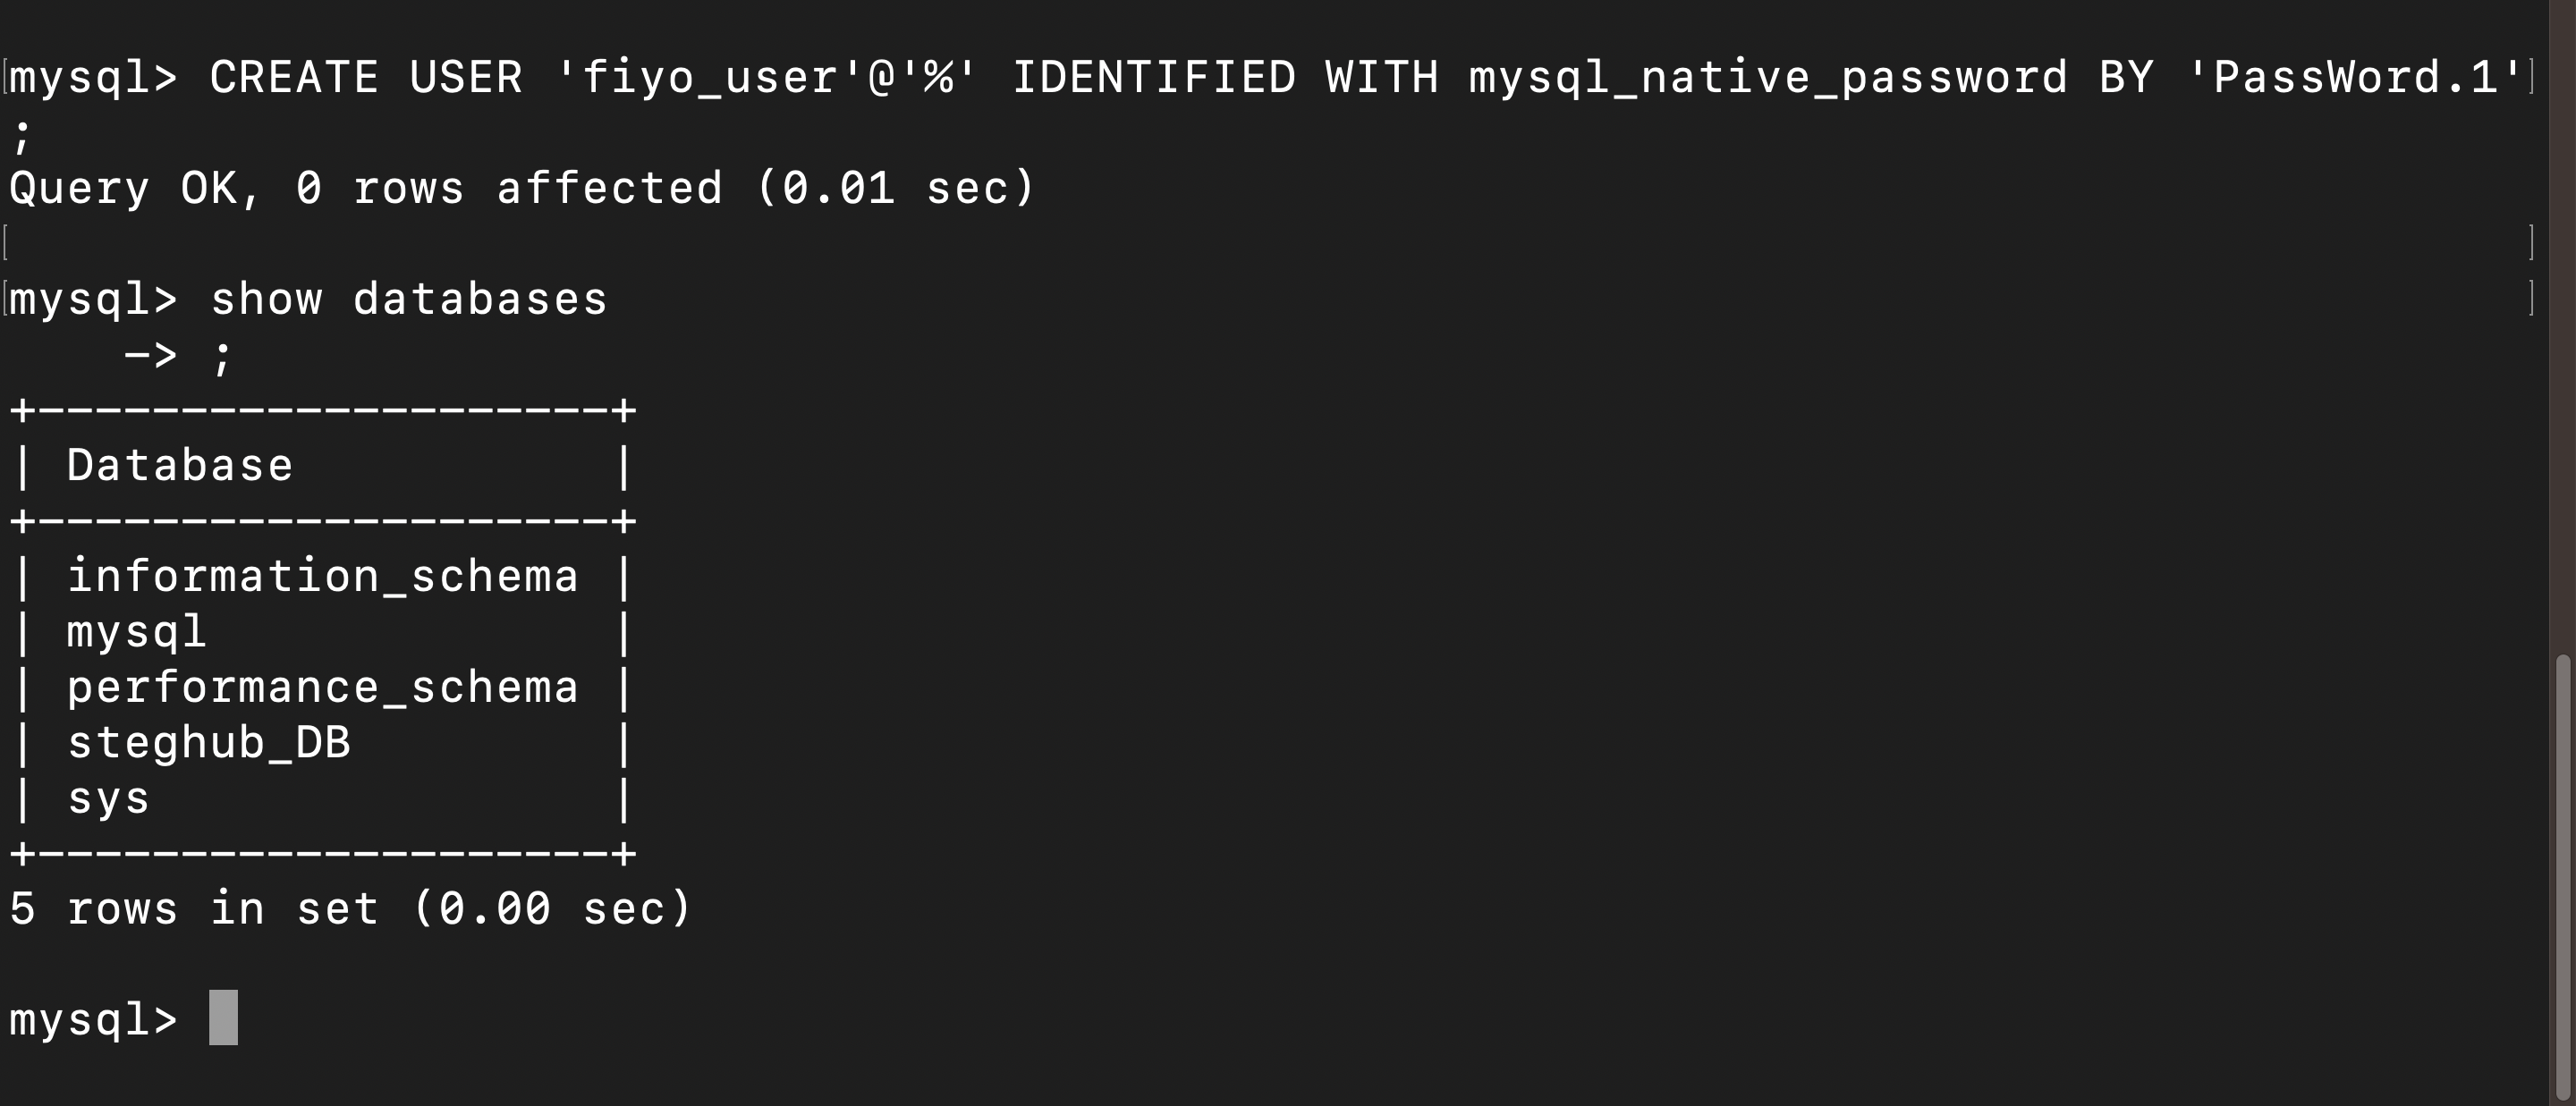 [mysql> CREATE USER 'fiyo_user'@'%' IDENTIFIED WITH mysql_native_password BY 'PassWord.1']
;
Query OK, 0 rows affected (0.01 sec)
[ ]
[mysql> show databases ]
    -> ;
+--------------------+
| Database           |
+--------------------+
| information_schema |
| mysql              |
| performance_schema |
| steghub_DB         |
| sys                |
+--------------------+
5 rows in set (0.00 sec)
mysql>